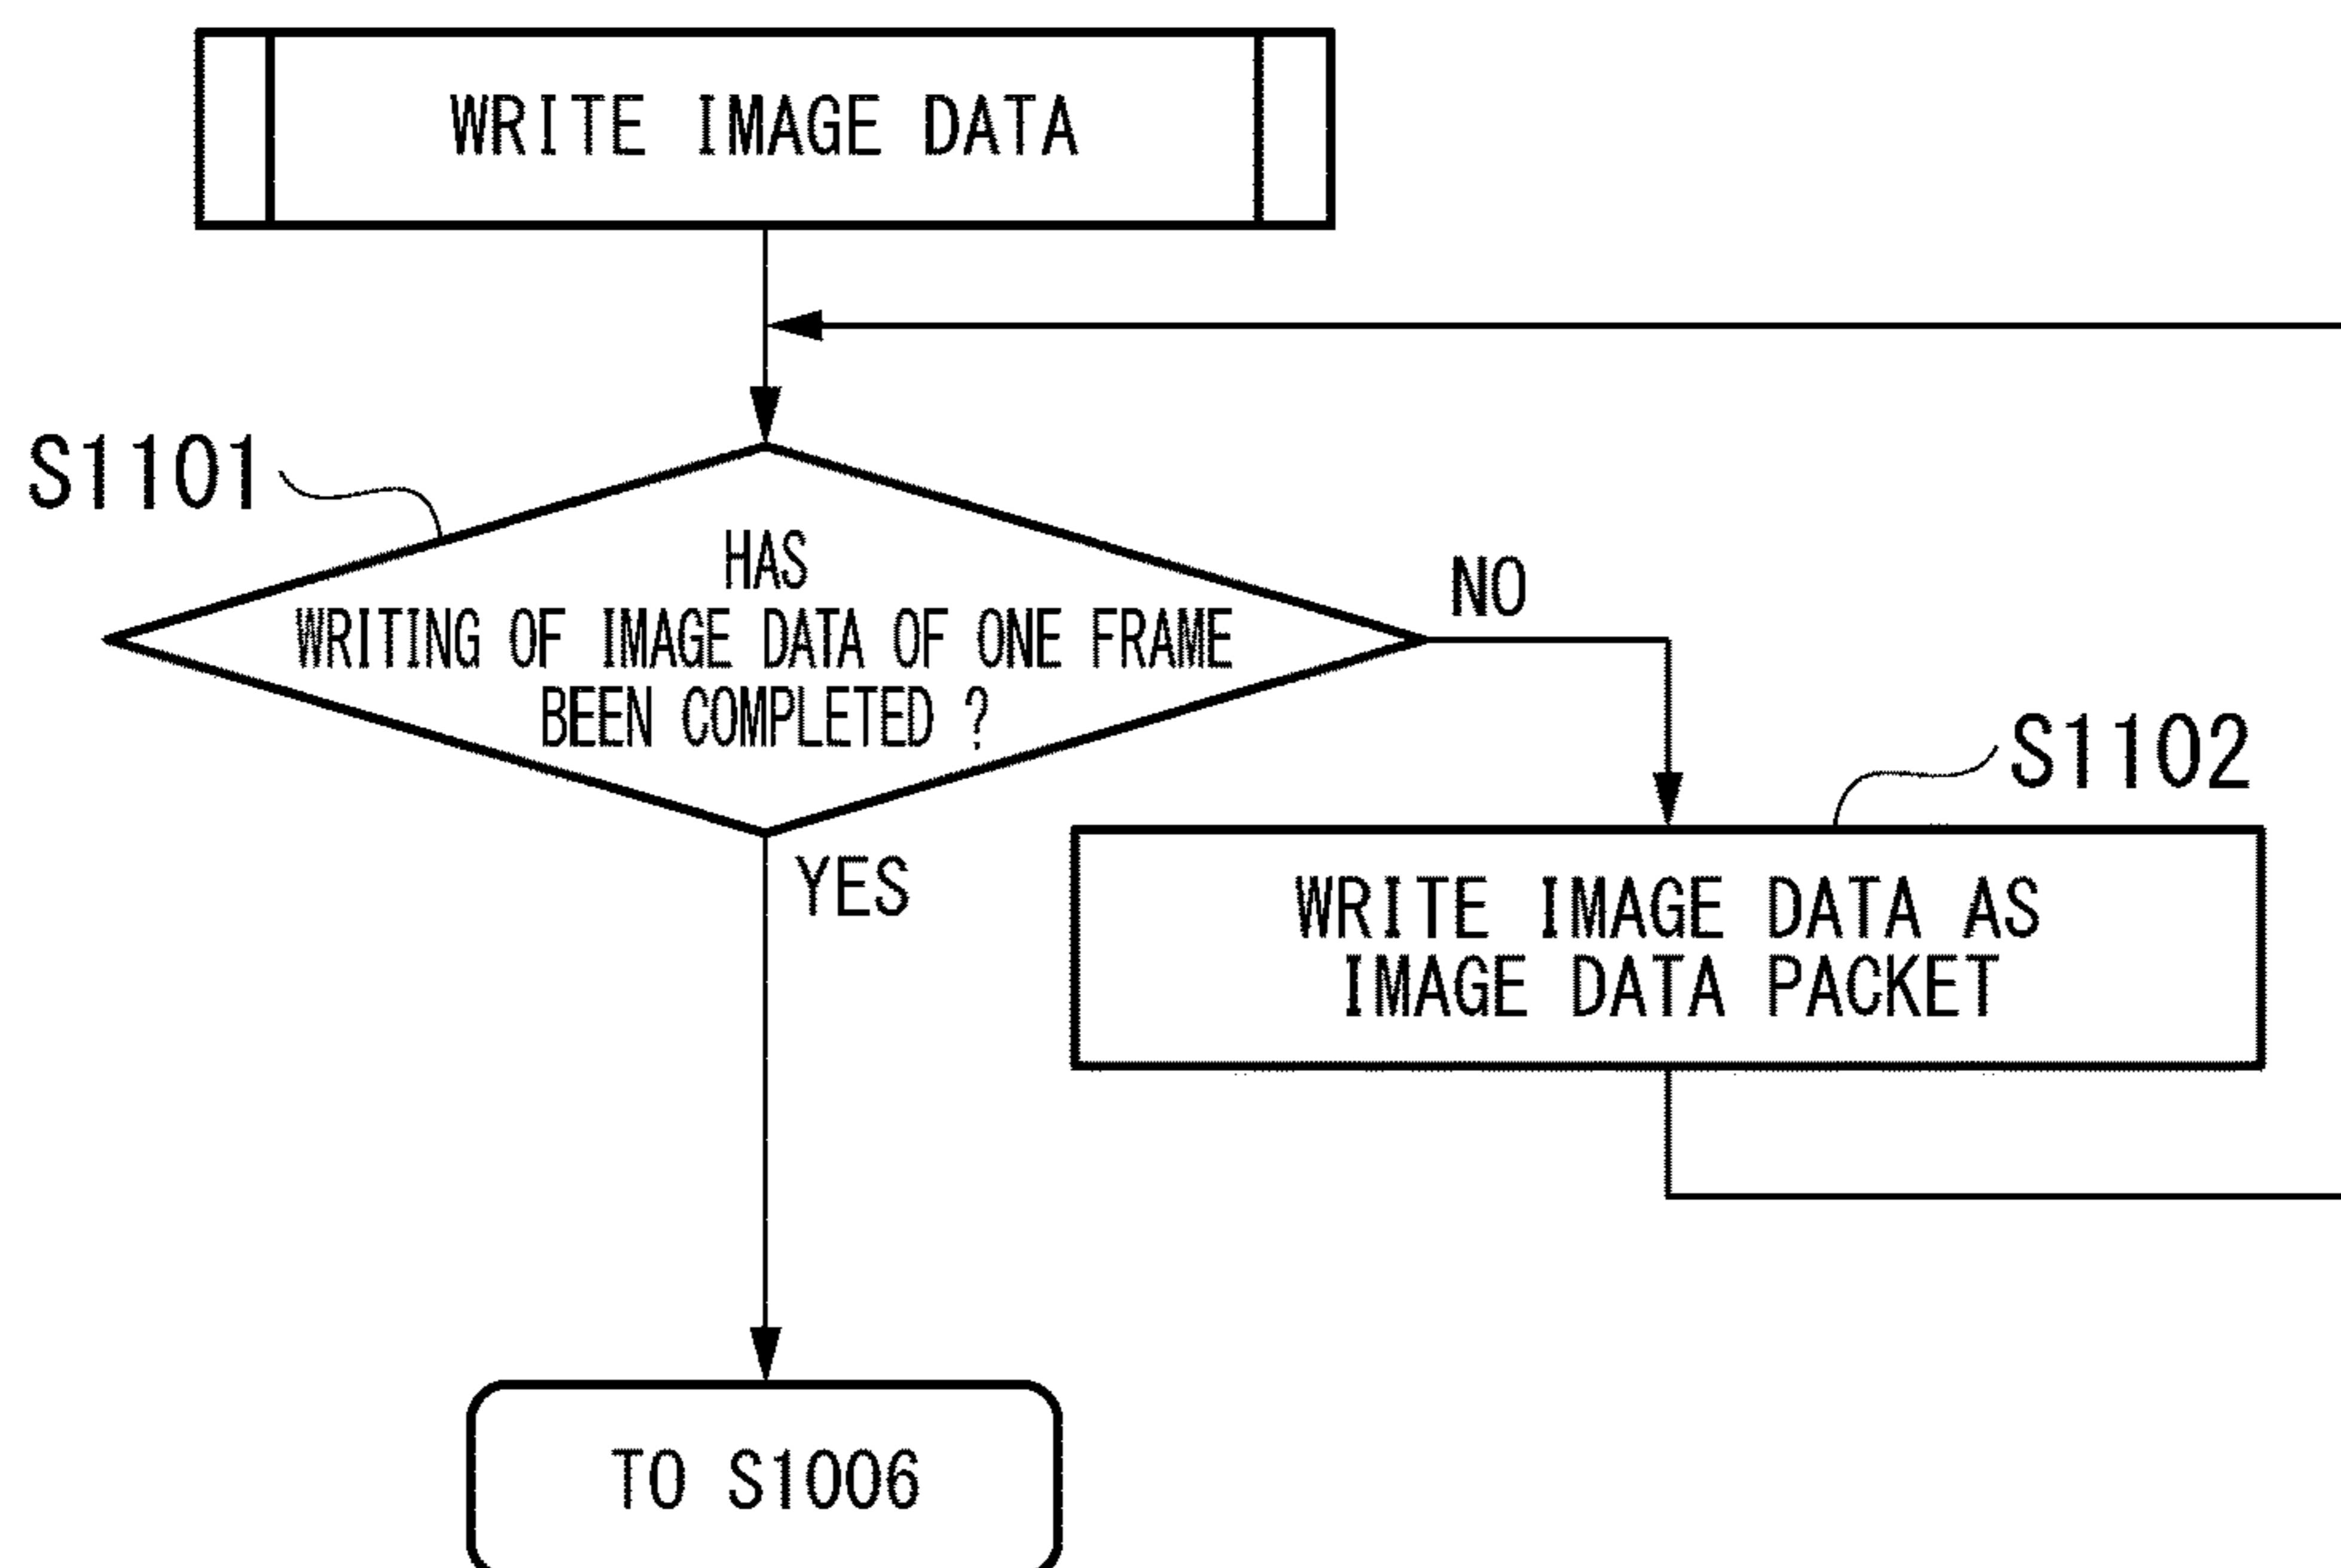 WRITE IMAGE DATA
S1101
HAS
WRITING OF IMAGE DATA OF ONE FRAME
BEEN COMPLETED ?
NO
YES
S1102
WRITE IMAGE DATA AS
IMAGE DATA PACKET
TO S1006